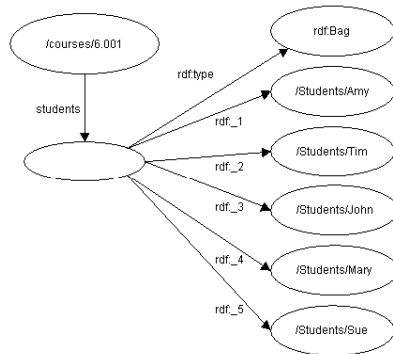 /courses/6.001
students
rdf:type
rdf:Bag
rdf:_1
/Students/Amy
rdf:_2
/Students/Tim
rdf:_3
/Students/John
rdf:_4
/Students/Mary
rdf:_5
/Students/Sue